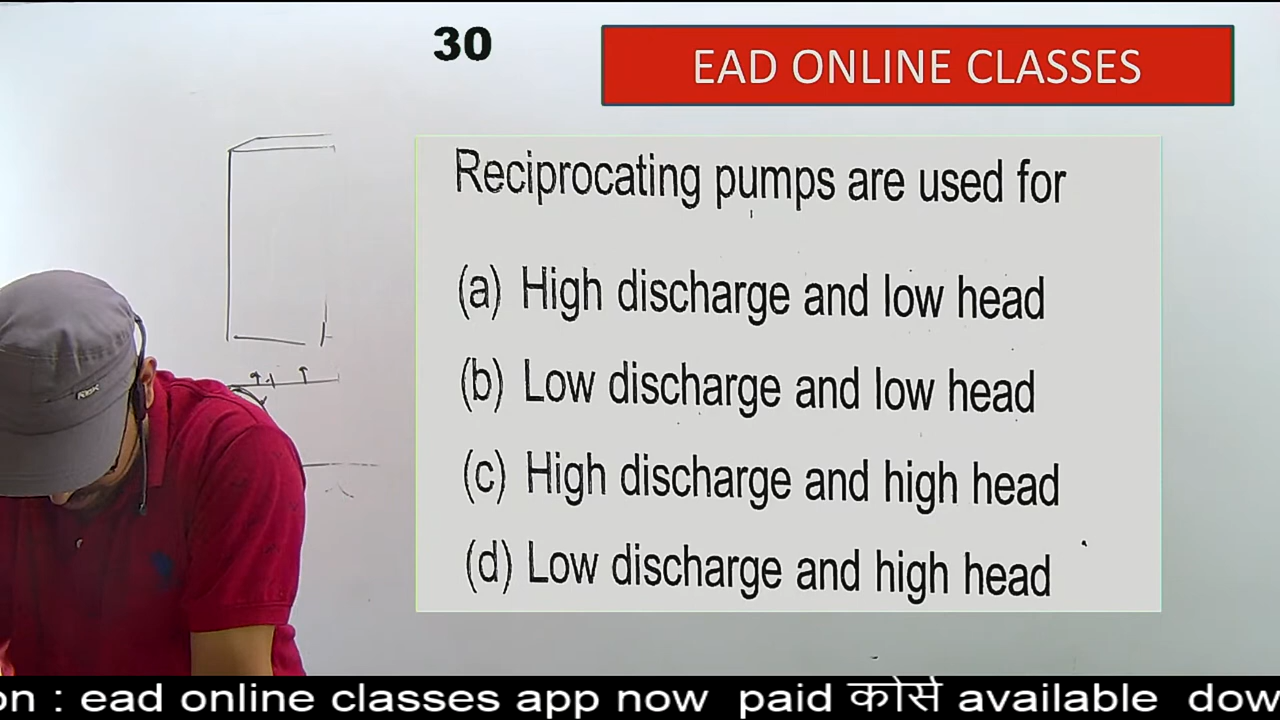 30
EAD ONLINE CLASSES
Reciprocating pumps are used for
(a) High discharge and low head
(b) Low discharge and low head
(c) High discharge and high head
(d) Low discharge and high head
on : ead online classes app now paid कोर्स available dow